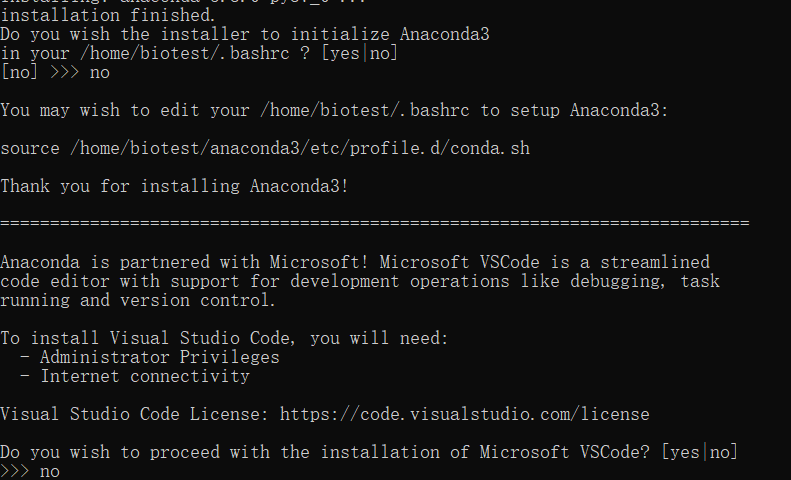 installation finished.
Do you wish the installer to initialize Anaconda3
in your /home/biotest/.bashrc ? [yes|no]
[no] >>> no
You may wish to edit your /home/biotest/.bashrc to setup Anaconda3:
source /home/biotest/anaconda3/etc/profile.d/conda.sh
Thank you for installing Anaconda3!
===========================================================================
Anaconda is partnered with Microsoft! Microsoft VSCode is a streamlined
code editor with support for development operations like debugging, task
running and version control.
To install Visual Studio Code, you will need:
- Administrator Privileges
- Internet connectivity
Visual Studio Code License: https://code.visualstudio.com/license
Do you wish to proceed with the installation of Microsoft VSCode? [yes|no]
>>> no